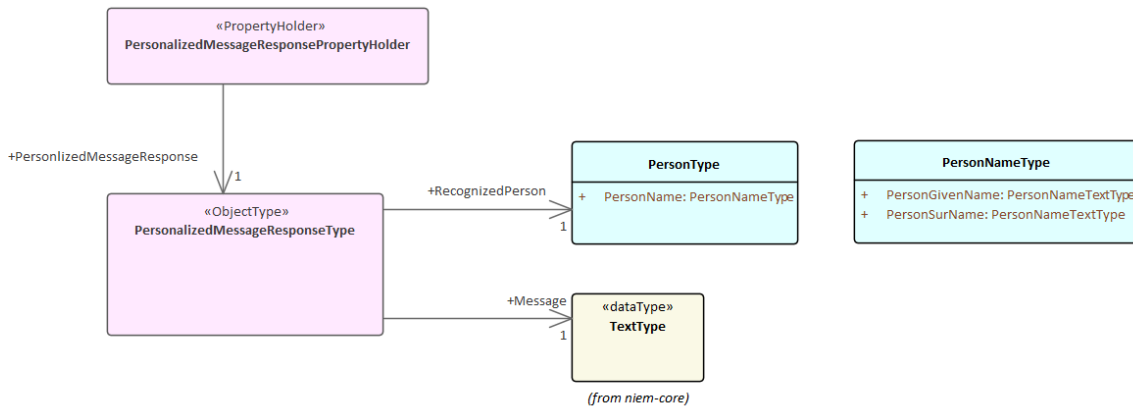 «PropertyHolder»
PersonalizedMessageResponsePropertyHolder
+PersonlizedMessageResponse
1
«ObjectType»
PersonalizedMessageResponseType
+RecognizedPerson
1
PersonType
+ PersonName: PersonNameType
PersonNameType
+ PersonGivenName: PersonNameTextType
+ PersonSurName: PersonNameTextType
+Message
1
«dataType»
TextType
(from niem-core)